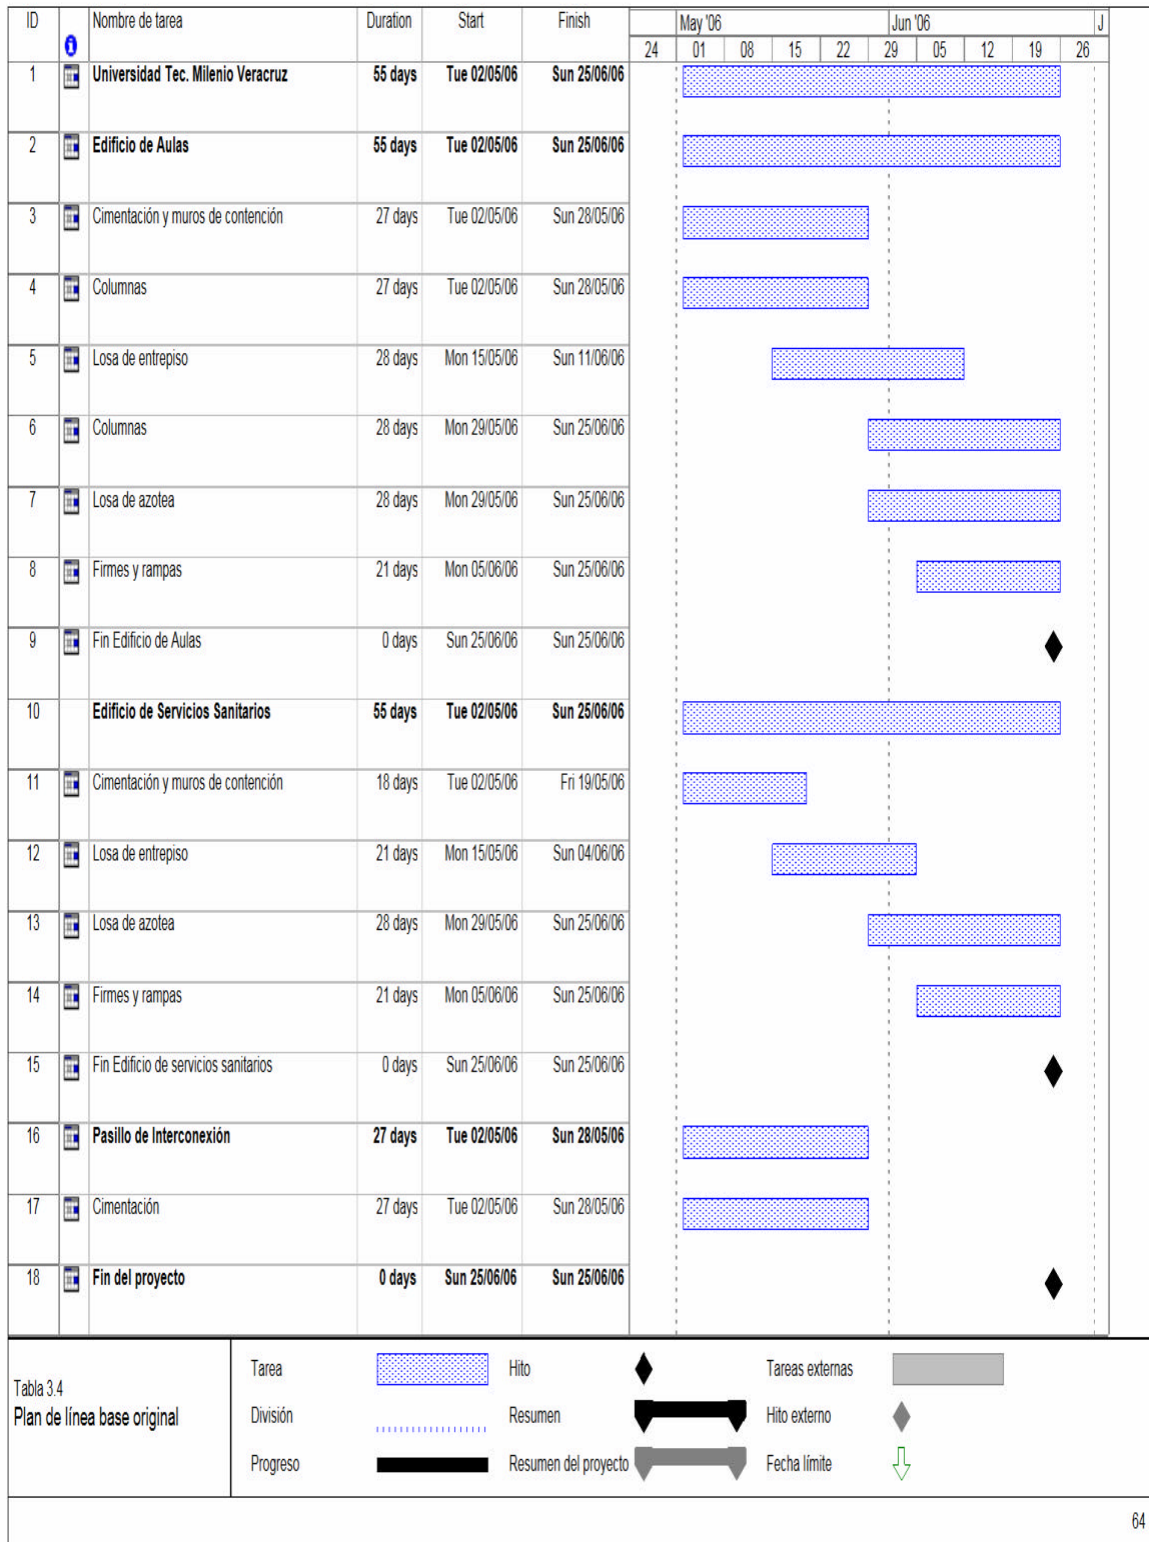 ID Nombre de tarea Duration Start Finish May '06 Jun '06 J
24 01 08 15 22 29 05 12 19 26
1 Universidad Tec. Milenio Veracruz 55 days Tue 02/05/06 Sun 25/06/06
2 Edificio de Aulas 55 days Tue 02/05/06 Sun 25/06/06
3 Cimentación y muros de contención 27 days Tue 02/05/06 Sun 28/05/06
4 Columnas 27 days Tue 02/05/06 Sun 28/05/06
5 Losa de entrepiso 28 days Mon 15/05/06 Sun 11/06/06
6 Columnas 28 days Mon 29/05/06 Sun 25/06/06
7 Losa de azotea 28 days Mon 29/05/06 Sun 25/06/06
8 Firmes y rampas 21 days Mon 05/06/06 Sun 25/06/06
9 Fin Edificio de Aulas 0 days Sun 25/06/06 Sun 25/06/06
10 Edificio de Servicios Sanitarios 55 days Tue 02/05/06 Sun 25/06/06
11 Cimentación y muros de contención 18 days Tue 02/05/06 Fri 19/05/06
12 Losa de entrepiso 21 days Mon 15/05/06 Sun 04/06/06
13 Losa de azotea 28 days Mon 29/05/06 Sun 25/06/06
14 Firmes y rampas 21 days Mon 05/06/06 Sun 25/06/06
15 Fin Edificio de servicios sanitarios 0 days Sun 25/06/06 Sun 25/06/06
16 Pasillo de Interconexión 27 days Tue 02/05/06 Sun 28/05/06
17 Cimentación 27 days Tue 02/05/06 Sun 28/05/06
18 Fin del proyecto 0 days Sun 25/06/06 Sun 25/06/06
Tabla 3.4
Plan de línea base original
Tarea Hito Tareas externas
División Resumen Hito externo
Progreso Resumen del proyecto Fecha límite
64